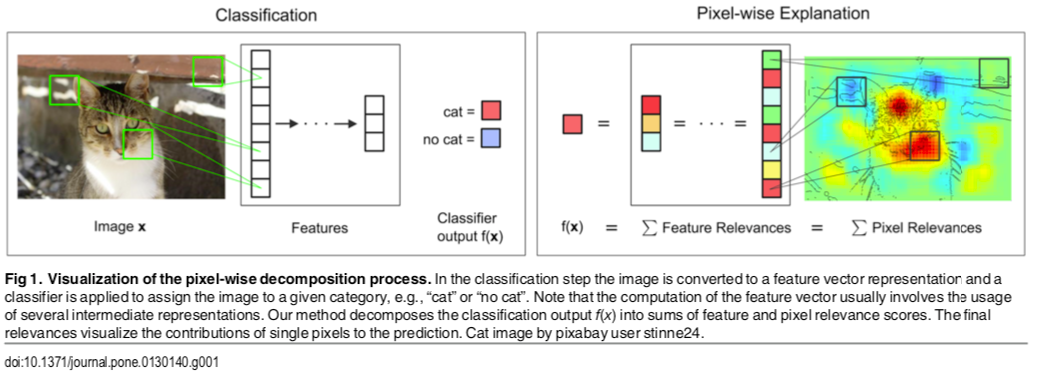 Classification
Pixel-wise Explanation
cat =
no cat =
= = · · · =
Image x
Features
Classifier
output f(x)
f(x) = ∑ Feature Relevances = ∑ Pixel Relevances
Fig 1. Visualization of the pixel-wise decomposition process. In the classification step the image is converted to a feature vector representation and a
classifier is applied to assign the image to a given category, e.g., “cat” or “no cat”. Note that the computation of the feature vector usually involves the usage
of several intermediate representations. Our method decomposes the classification output f(x) into sums of feature and pixel relevance scores. The final
relevances visualize the contributions of single pixels to the prediction. Cat image by pixabay user stinne24.
doi:10.1371/journal.pone.0130140.g001